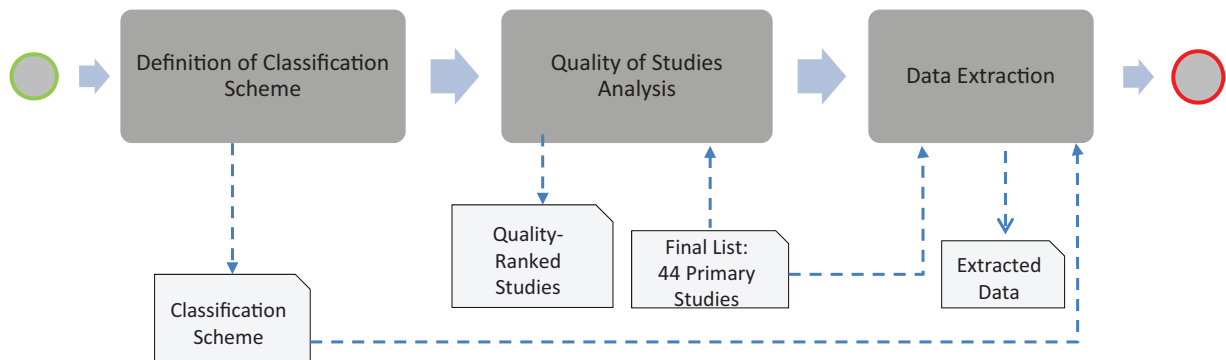 Definition of Classification
Scheme
Quality of Studies
Analysis
Data Extraction
Quality-
Ranked
Studies
Final List:
44 Primary
Studies
Extracted
Data
Classification
Scheme